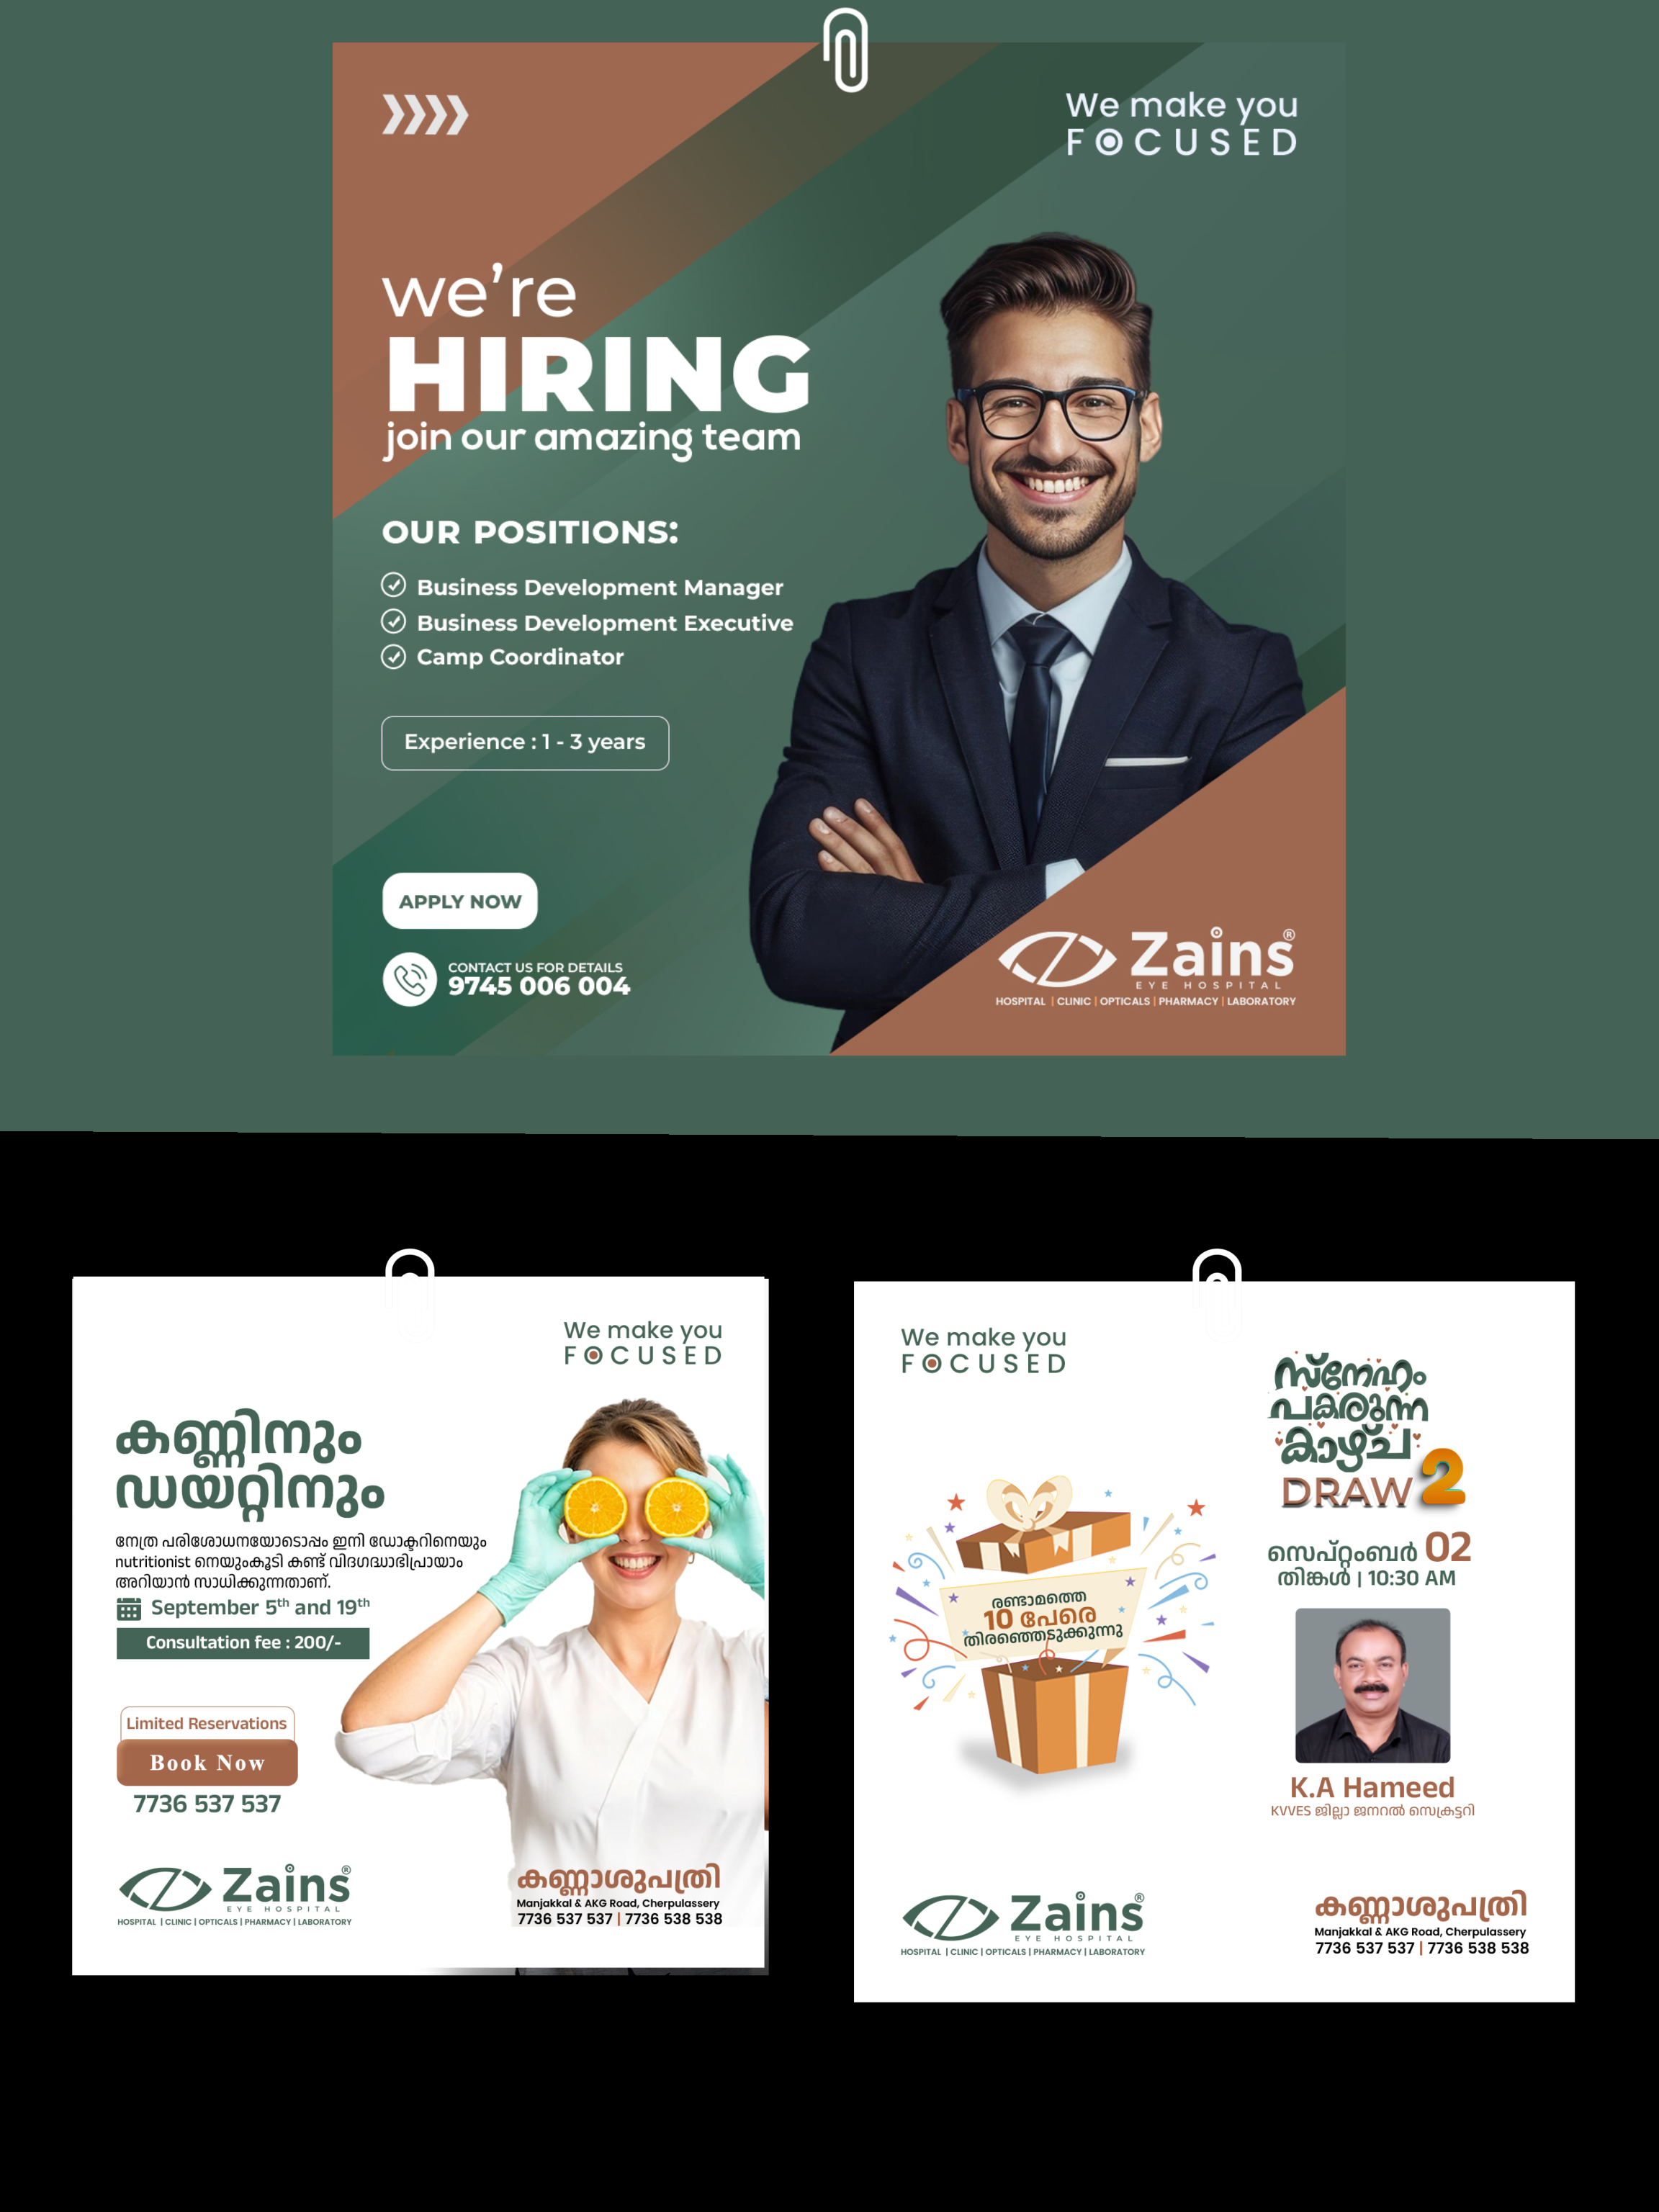 We make you
FOCUSED
we're
HIRING
join our amazing team
OUR POSITIONS:
Business Development Manager
Business Development Executive
Camp Coordinator
Experience : 1 - 3 years
APPLY NOW
CONTACT US FOR DETAILS
9745 006 004
Zains®
EYE HOSPITAL
HOSPITAL | CLINIC | OPTICALS | PHARMACY | LABORATORY
We make you
FOCUSED
കണ്ണിനും
ഡയറ്റിനും
നേത്ര പരിശോധനയോടൊപ്പം ഇനി ഡോക്ടറിനെയും
nutritionist നെയുംകൂടി കണ്ട് വിദഗ്ദ്ധാഭിപ്രായാം
അറിയാൻ സാധിക്കുന്നതാണ്.
September 5th and 19th
Consultation fee : 200/-
Limited Reservations
Book Now
7736 537 537
Zains®
EYE HOSPITAL
HOSPITAL | CLINIC | OPTICALS | PHARMACY | LABORATORY
കണ്ണാശുപത്രി
Manjakkal & AKG Road, Cherpulassery
7736 537 537 | 7736 538 538
We make you
FOCUSED
സ്നേഹം
പകരുന്ന
കാഴ്ച
DRAW 2
സെപ്റ്റംബർ 02
തിങ്കൾ | 10:30 AM
രണ്ടാമത്തെ
10 പേരെ
തിരഞ്ഞെടുക്കുന്നു
K.A Hameed
KVVES ജില്ലാ ജനറൽ സെക്രട്ടറി
Zains®
EYE HOSPITAL
HOSPITAL | CLINIC | OPTICALS | PHARMACY | LABORATORY
കണ്ണാശുപത്രി
Manjakkal & AKG Road, Cherpulassery
7736 537 537 | 7736 538 538